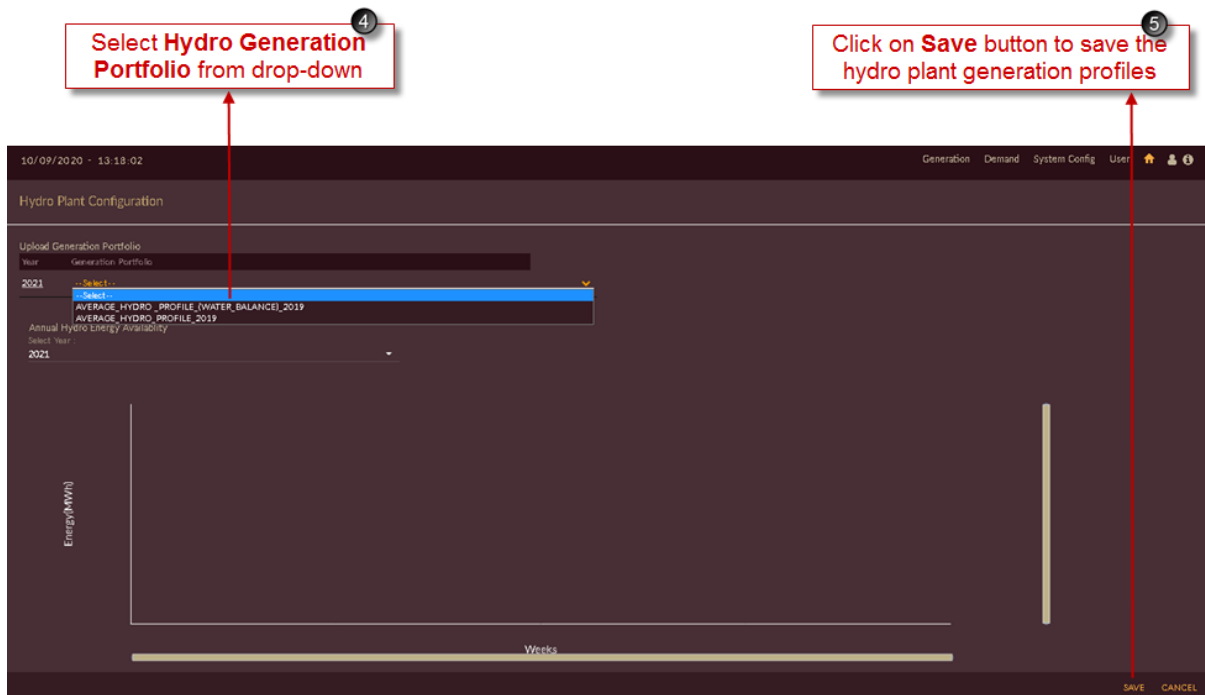 4
Select Hydro Generation
Portfolio from drop-down
5
Click on Save button to save the
hydro plant generation profiles
10/09/2020 - 13:18:02
Generation Demand System Config User
Hydro Plant Configuration
Upload Generation Portfolio
Year Generation Portfolio
2021 --Select--
--Select--
AVERAGE_HYDRO _PROFILE_(WATER_BALANCE)_2019
AVERAGE_HYDRO_PROFILE_2019
Annual Hydro Energy Availablity
Select Year :
2021
Energy(MWh)
Weeks
SAVE CANCEL